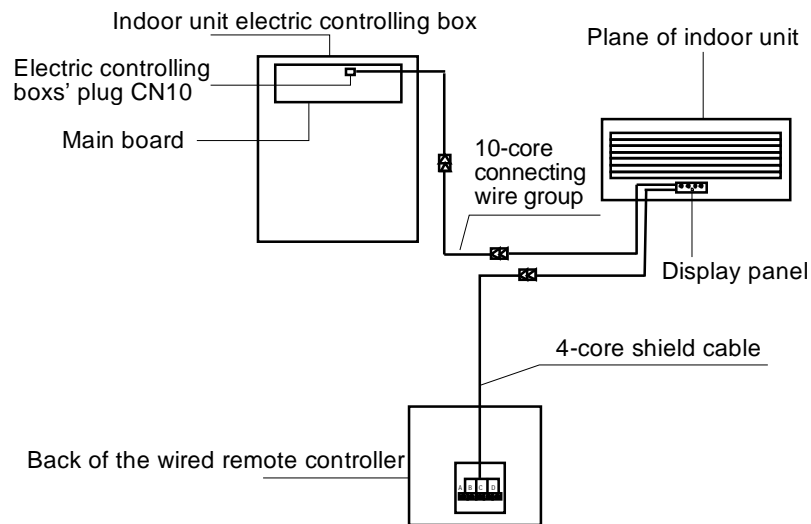 Indoor unit electric controlling box
Plane of indoor unit
Electric controlling
boxs' plug CN10
Main board
10-core
connecting
wire group
Display panel
4-core shield cable
Back of the wired remote controller
A B C D